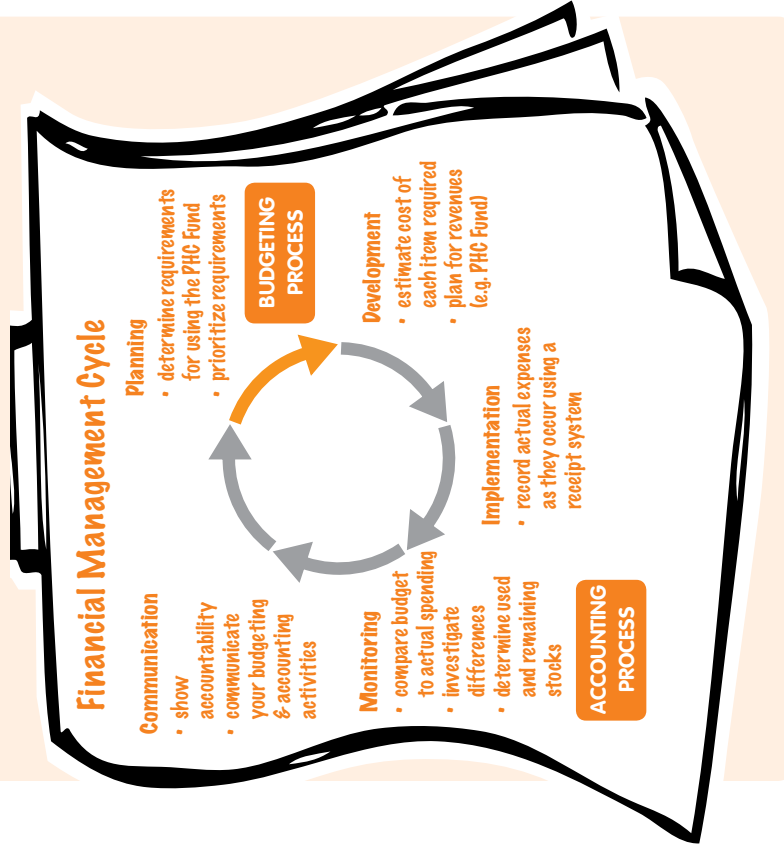 Financial Management Cycle
Planning
• determine requirements
for using the PHC Fund
• prioritize requirements
BUDGETING
PROCESS
Development
• estimate cost of
each item required
• plan for revenues
(e.g. PHC Fund)
Implementation
• record actual expenses
as they occur using a
receipt system
ACCOUNTING
PROCESS
Monitoring
• compare budget
to actual spending
• investigate
differences
• determine used
and remaining
stocks
Communication
• show
accountability
• communicate
your budgeting
& accounting
activities